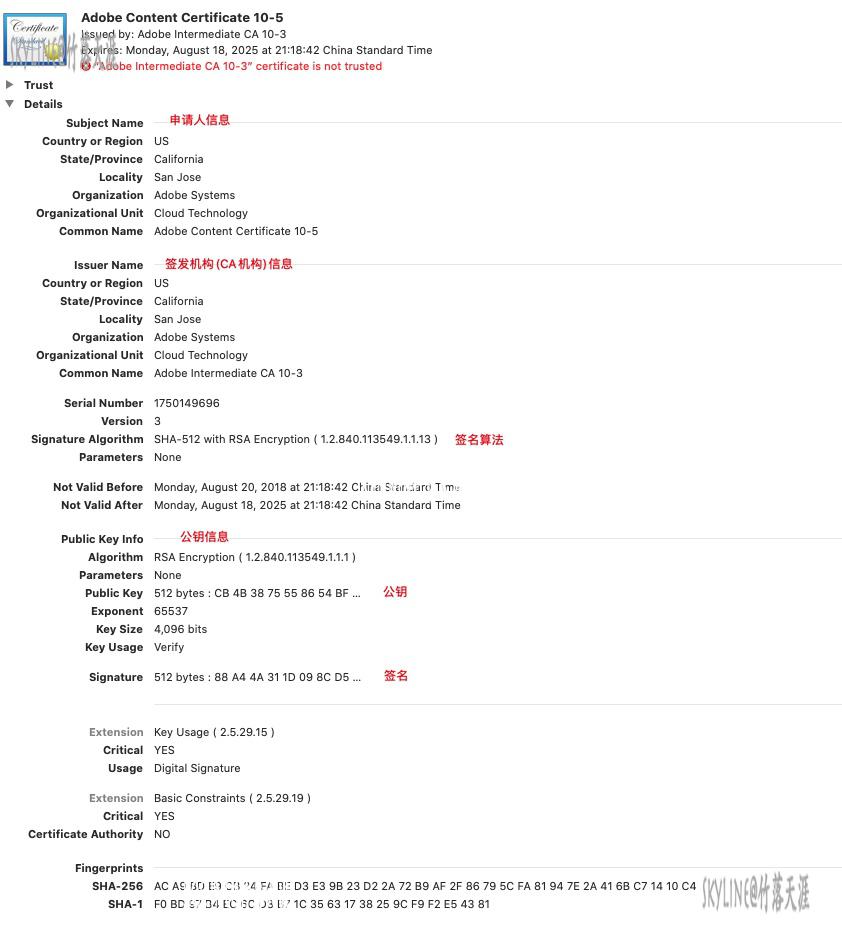 Certificate
Adobe Content Certificate 10-5
Issued by: Adobe Intermediate CA 10-3
Expires: Monday, August 18, 2025 at 21:18:42 China Standard Time
"Adobe Intermediate CA 10-3" certificate is not trusted
Trust
Details
Subject Name 申请人信息
Country or Region US
State/Province California
Locality San Jose
Organization Adobe Systems
Organizational Unit Cloud Technology
Common Name Adobe Content Certificate 10-5
Issuer Name 签发机构(CA机构)信息
Country or Region US
State/Province California
Locality San Jose
Organization Adobe Systems
Organizational Unit Cloud Technology
Common Name Adobe Intermediate CA 10-3
Serial Number 1750149696
Version 3
Signature Algorithm SHA-512 with RSA Encryption ( 1.2.840.113549.1.1.13 ) 签名算法
Parameters None
Not Valid Before Monday, August 20, 2018 at 21:18:42 China Standard Time
Not Valid After Monday, August 18, 2025 at 21:18:42 China Standard Time
Public Key Info 公钥信息
Algorithm RSA Encryption ( 1.2.840.113549.1.1.1 )
Parameters None
Public Key 512 bytes : CB 4B 38 75 55 86 54 BF ... 公钥
Exponent 65537
Key Size 4,096 bits
Key Usage Verify
Signature 512 bytes : 88 A4 4A 31 1D 09 8C D5 ... 签名
Extension Key Usage ( 2.5.29.15 )
Critical YES
Usage Digital Signature
Extension Basic Constraints ( 2.5.29.19 )
Critical YES
Certificate Authority NO
Fingerprints
SHA-256 AC A9 D3 E3 9B 23 D2 2A 72 B9 AF 2F 86 79 5C FA 81 94 7E 2A 41 6B C7 14 10 C4
SHA-1 F0 BD 1C 35 63 17 38 25 9C F9 F2 E5 43 81
SKYLINE@竹落天涯